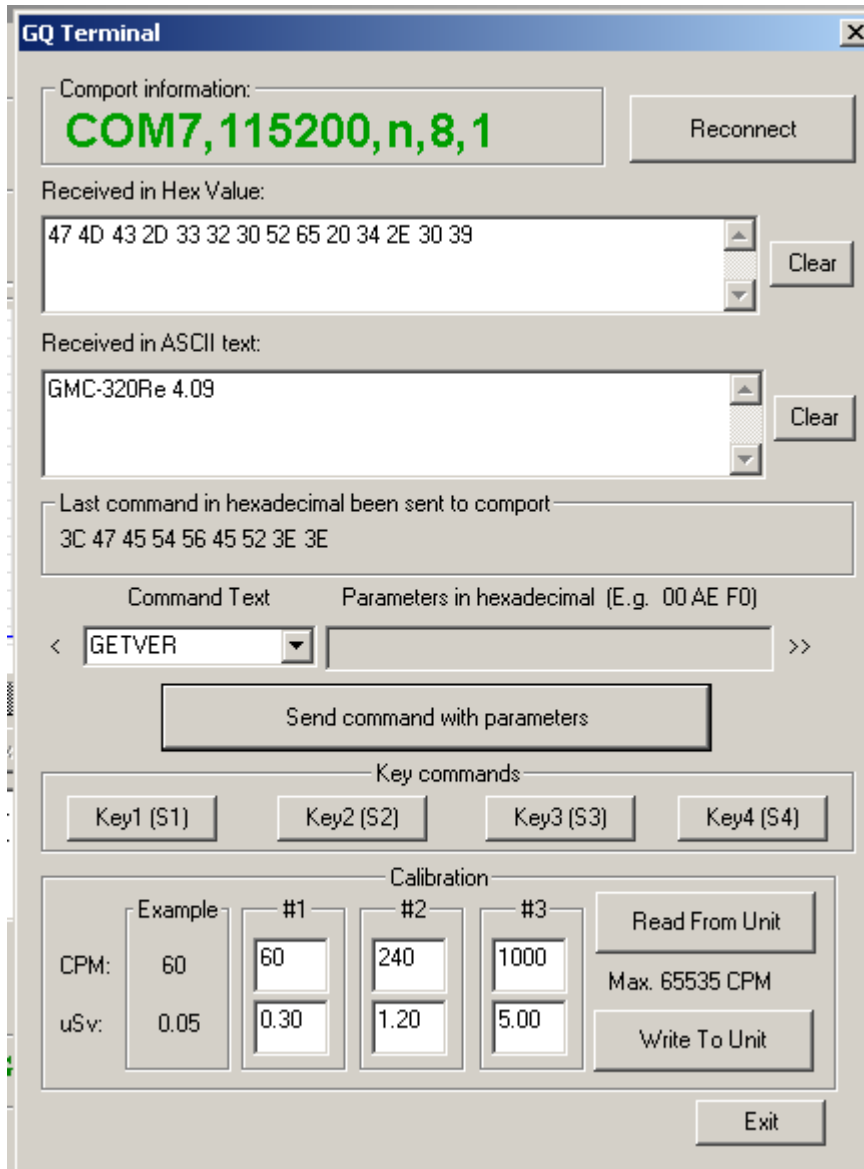 GQ Terminal
Comport information:
COM7,115200,n,8,1
Reconnect
Received in Hex Value:
47 4D 43 2D 33 32 30 52 65 20 34 2E 30 39
Clear
Received in ASCII text:
GMC-320Re 4.09
Clear
Last command in hexadecimal been sent to comport
3C 47 45 54 56 45 52 3E 3E
Command Text Parameters in hexadecimal (E.g. 00 AE F0)
< GETVER >>
Send command with parameters
Key commands
Key1 (S1) Key2 (S2) Key3 (S3) Key4 (S4)
Calibration
Example #1 #2 #3
Read From Unit
CPM: 60 60 240 1000
Max. 65535 CPM
uSv: 0.05 0.30 1.20 5.00
Write To Unit
Exit